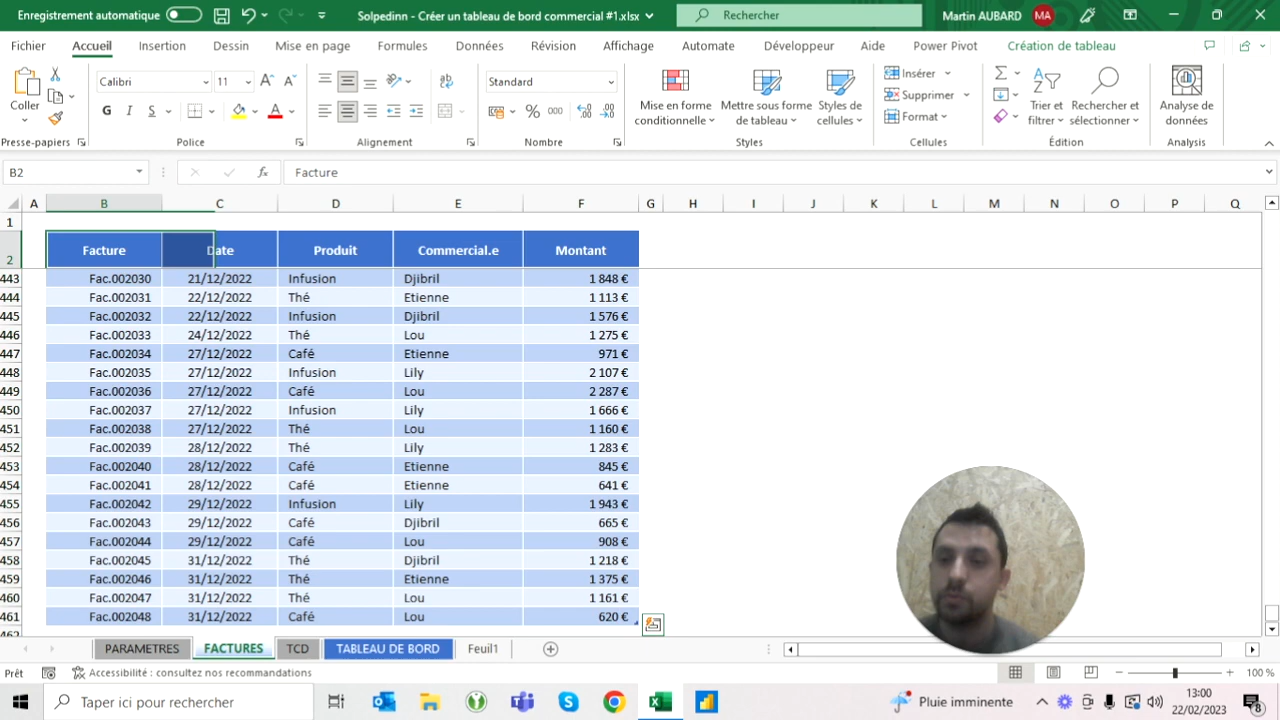 Enregistrement automatique Solpedinn - Créer un tableau de bord commercial #1.xlsx Rechercher Martin AUBARD MA
Fichier Accueil Insertion Dessin Mise en page Formules Données Révision Affichage Automate Développeur Aide Power Pivot Création de tableau
Coller Calibri 11 Standard Mise en forme conditionnelle Mettre sous forme de tableau Styles de cellules Insérer Supprimer Format Trier et filtrer Rechercher et sélectionner Analyse de données
G I S A % 000
Presse-papiers Police Alignement Nombre Styles Cellules Édition Analysis
B2 fx Facture
A B C D E F G H I J K L M N O P Q
1
2 Facture Date Produit Commercial.e Montant
443 Fac.002030 21/12/2022 Infusion Djibril 1 848 €
444 Fac.002031 22/12/2022 Thé Etienne 1 113 €
445 Fac.002032 22/12/2022 Infusion Djibril 1 576 €
446 Fac.002033 24/12/2022 Thé Lou 1 275 €
447 Fac.002034 27/12/2022 Café Etienne 971 €
448 Fac.002035 27/12/2022 Infusion Lily 2 107 €
449 Fac.002036 27/12/2022 Café Lou 2 287 €
450 Fac.002037 27/12/2022 Infusion Lily 1 666 €
451 Fac.002038 27/12/2022 Thé Lou 1 160 €
452 Fac.002039 28/12/2022 Thé Lily 1 283 €
453 Fac.002040 28/12/2022 Café Etienne 845 €
454 Fac.002041 28/12/2022 Café Etienne 641 €
455 Fac.002042 29/12/2022 Infusion Lily 1 943 €
456 Fac.002043 29/12/2022 Café Djibril 665 €
457 Fac.002044 29/12/2022 Café Lou 908 €
458 Fac.002045 31/12/2022 Thé Djibril 1 218 €
459 Fac.002046 31/12/2022 Thé Etienne 1 375 €
460 Fac.002047 31/12/2022 Thé Lou 1 161 €
461 Fac.002048 31/12/2022 Café Lou 620 €
462
PARAMETRES FACTURES TCD TABLEAU DE BORD Feuil1
Prêt Accessibilité : consultez nos recommandations 100 %
Taper ici pour rechercher Pluie imminente 13:00
22/02/2023 8